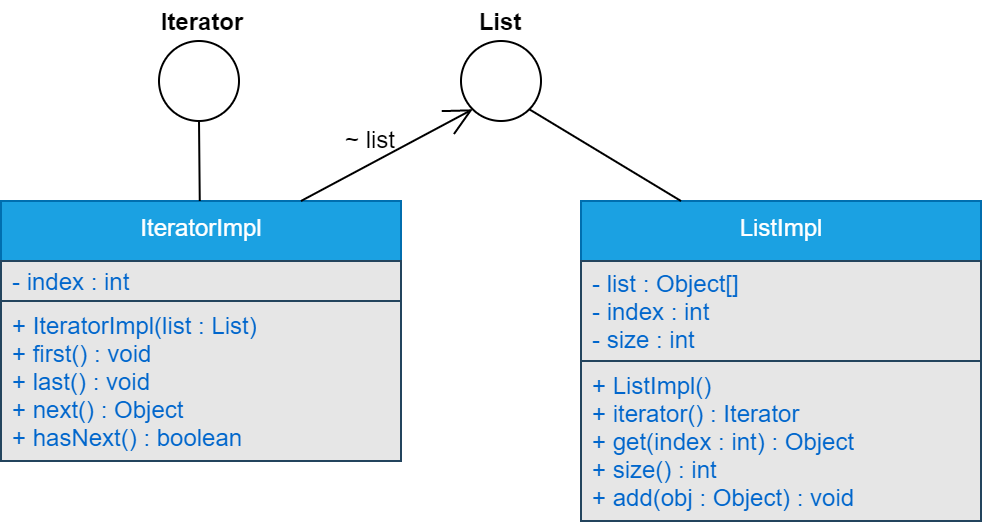 Iterator
List
~ list
IteratorImpl
- index : int
+ IteratorImpl(list : List)
+ first() : void
+ last() : void
+ next() : Object
+ hasNext() : boolean
ListImpl
- list : Object[]
- index : int
- size : int
+ ListImpl()
+ iterator() : Iterator
+ get(index : int) : Object
+ size() : int
+ add(obj : Object) : void